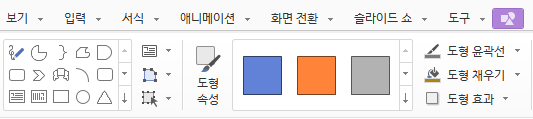 보기 입력 서식 애니메이션 화면 전환 슬라이드 쇼 도구
도형 윤곽선
도형 채우기
도형 효과
도형
속성